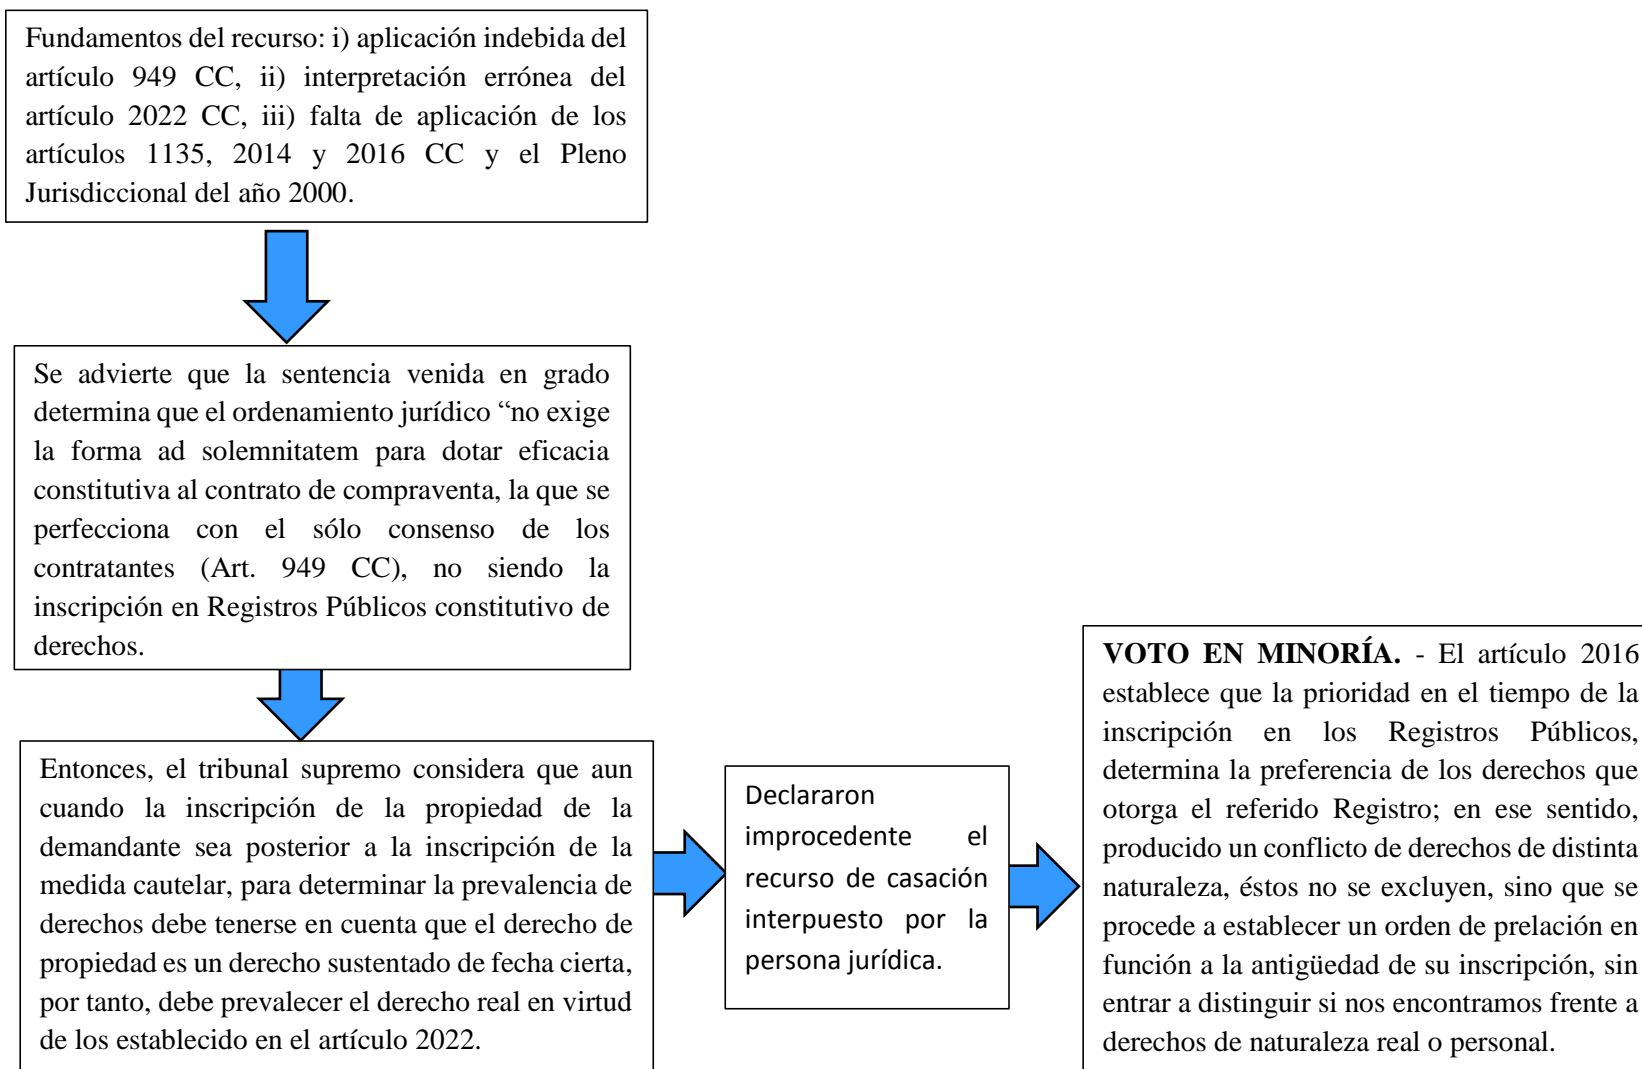 Fundamentos del recurso: i) aplicación indebida del
artículo 949 CC, ii) interpretación errónea del
artículo 2022 CC, iii) falta de aplicación de los
artículos 1135, 2014 y 2016 CC y el Pleno
Jurisdiccional del año 2000.
Se advierte que la sentencia venida en grado
determina que el ordenamiento jurídico “no exige
la forma ad solemnitatem para dotar eficacia
constitutiva al contrato de compraventa, la que se
perfecciona con el sólo consenso de los
contratantes (Art. 949 CC), no siendo la
inscripción en Registros Públicos constitutivo de
derechos.
Entonces, el tribunal supremo considera que aun
cuando la inscripción de la propiedad de la
demandante sea posterior a la inscripción de la
medida cautelar, para determinar la prevalencia de
derechos debe tenerse en cuenta que el derecho de
propiedad es un derecho sustentado de fecha cierta,
por tanto, debe prevalecer el derecho real en virtud
de los establecido en el artículo 2022.
Declararon
improcedente el
recurso de casación
interpuesto por la
persona jurídica.
VOTO EN MINORÍA. - El artículo 2016
establece que la prioridad en el tiempo de la
inscripción en los Registros Públicos,
determina la preferencia de los derechos que
otorga el referido Registro; en ese sentido,
producido un conflicto de derechos de distinta
naturaleza, éstos no se excluyen, sino que se
procede a establecer un orden de prelación en
función a la antigüedad de su inscripción, sin
entrar a distinguir si nos encontramos frente a
derechos de naturaleza real o personal.